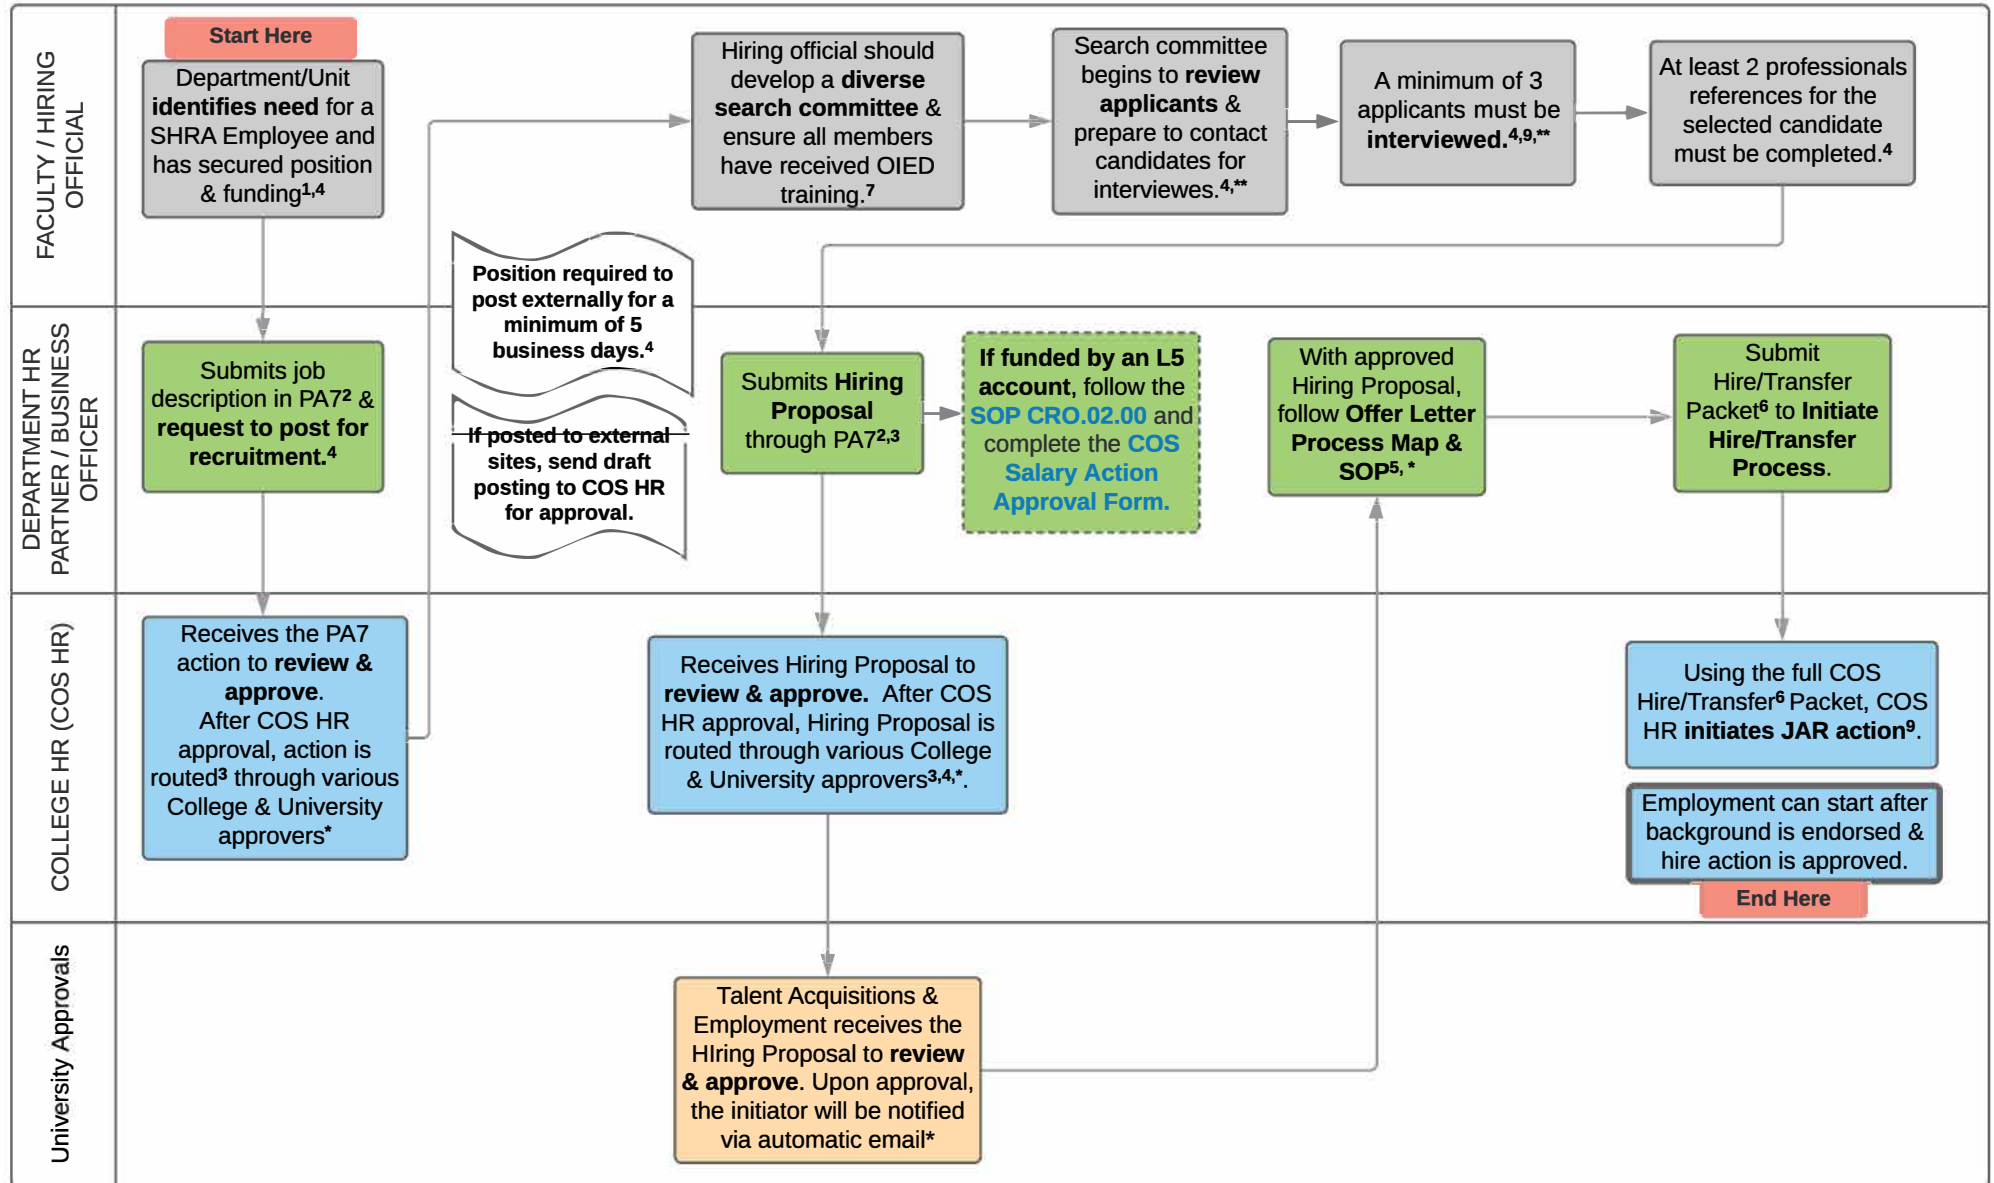 FACULTY / HIRING
OFFICIAL
Start Here
Department/Unit
identifies need for a
SHRA Employee and
has secured position
& funding1,4
Hiring official should
develop a diverse
search committee &
ensure all members
have received OIED
training.7
Search committee
begins to review
applicants &
prepare to contact
candidates for
interviewes.4,**
A minimum of 3
applicants must be
interviewed.4,9,**
At least 2 professionals
references for the
selected candidate
must be completed.4
DEPARTMENT HR
PARTNER / BUSINESS
OFFICER
Submits job
description in PA72 &
request to post for
recruitment.4
Position required to
post externally for a
minimum of 5
business days.4
If posted to external
sites, send draft
posting to COS HR
for approval.
Submits Hiring
Proposal
through PA72,3
If funded by an L5
account, follow the
SOP CRO.02.00 and
complete the COS
Salary Action
Approval Form.
With approved
Hiring Proposal,
follow Offer Letter
Process Map &
SOP5, *
Submit
Hire/Transfer
Packet6 to Initiate
Hire/Transfer
Process.
COLLEGE HR (COS HR)
Receives the PA7
action to review &
approve.
After COS HR
approval, action is
routed3 through various
College & University
approvers*
Receives Hiring Proposal to
review & approve. After COS
HR approval, Hiring Proposal is
routed through various College
& University approvers3,4,*.
Using the full COS
Hire/Transfer6 Packet, COS
HR initiates JAR action9.
Employment can start after
background is endorsed &
hire action is approved.
End Here
University Approvals
Talent Acquisitions &
Employment receives the
HIring Proposal to review
& approve. Upon approval,
the initiator will be notified
via automatic email*